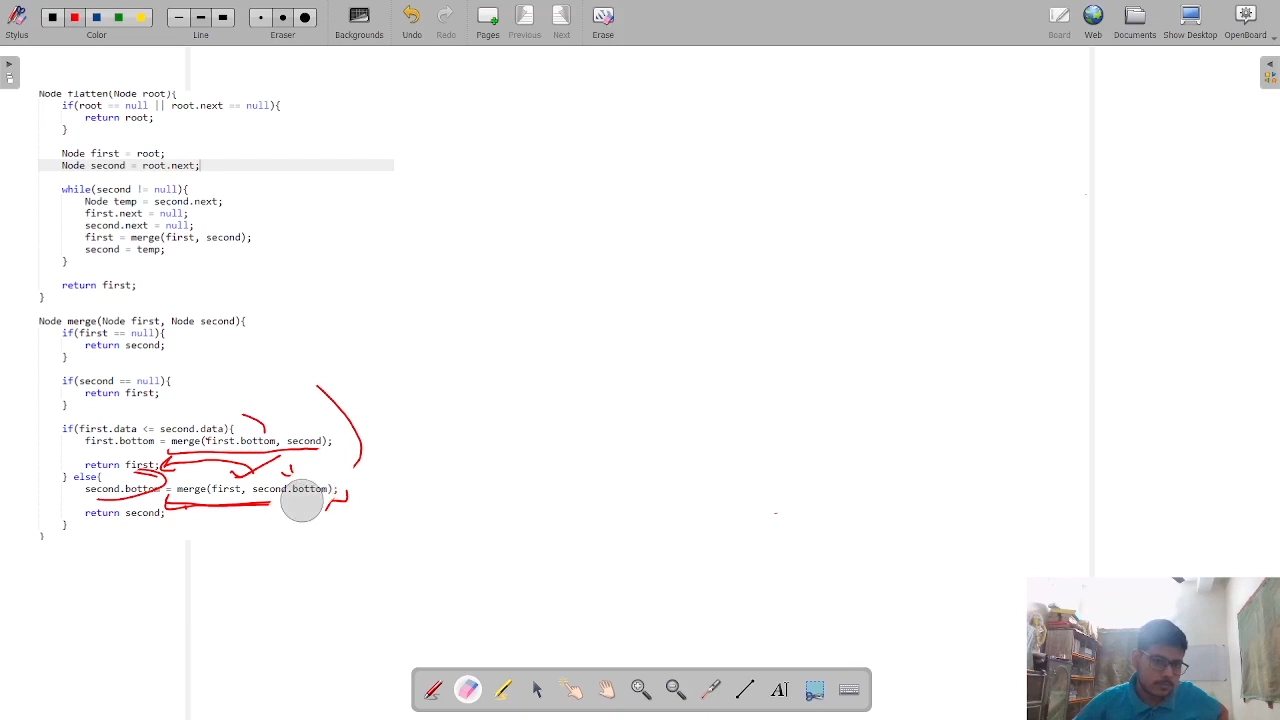 Stylus Color Line Eraser Backgrounds Undo Redo Pages Previous Next Erase Board Web Documents Show Desktop OpenBoard
Node flatten(Node root){
if(root == null || root.next == null){
return root;
}
Node first = root;
Node second = root.next;
while(second != null){
Node temp = second.next;
first.next = null;
second.next = null;
first = merge(first, second);
second = temp;
}
return first;
}
Node merge(Node first, Node second){
if(first == null){
return second;
}
if(second == null){
return first;
}
if(first.data <= second.data){
first.bottom = merge(first.bottom, second);
return first;
} else{
second.bottom = merge(first, second.bottom);
return second;
}
}